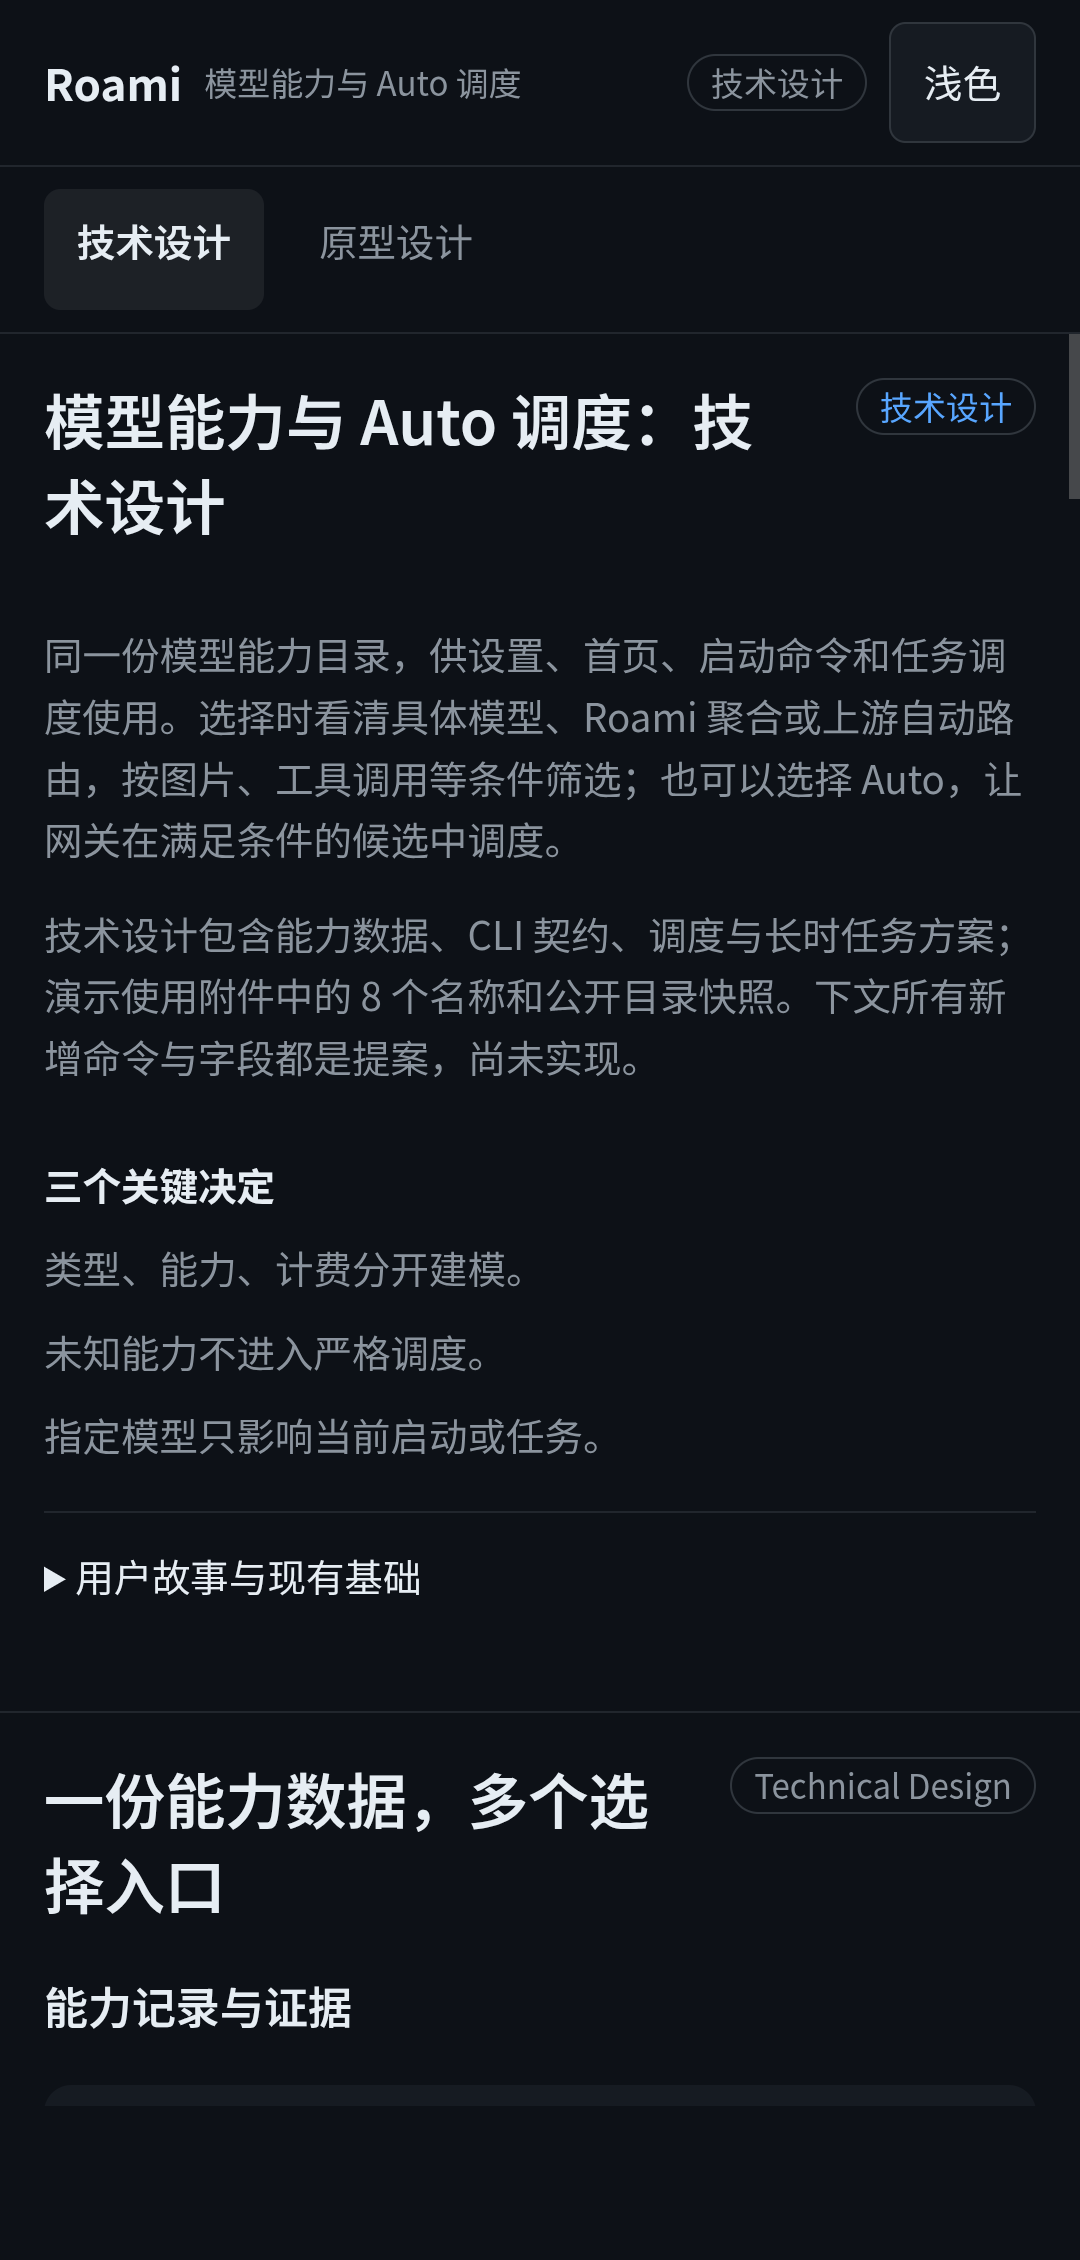 Roami 模型能力与 Auto 调度 技术设计 浅色
技术设计 原型设计
模型能力与 Auto 调度：技
术设计
技术设计
同一份模型能力目录，供设置、首页、启动命令和任务调
度使用。选择时看清具体模型、Roami 聚合或上游自动路
由，按图片、工具调用等条件筛选；也可以选择 Auto，让
网关在满足条件的候选中调度。
技术设计包含能力数据、CLI 契约、调度与长时任务方案；
演示使用附件中的 8 个名称和公开目录快照。下文所有新
增命令与字段都是提案，尚未实现。
三个关键决定
类型、能力、计费分开建模。
未知能力不进入严格调度。
指定模型只影响当前启动或任务。
用户故事与现有基础
一份能力数据，多个选
择入口
Technical Design
能力记录与证据